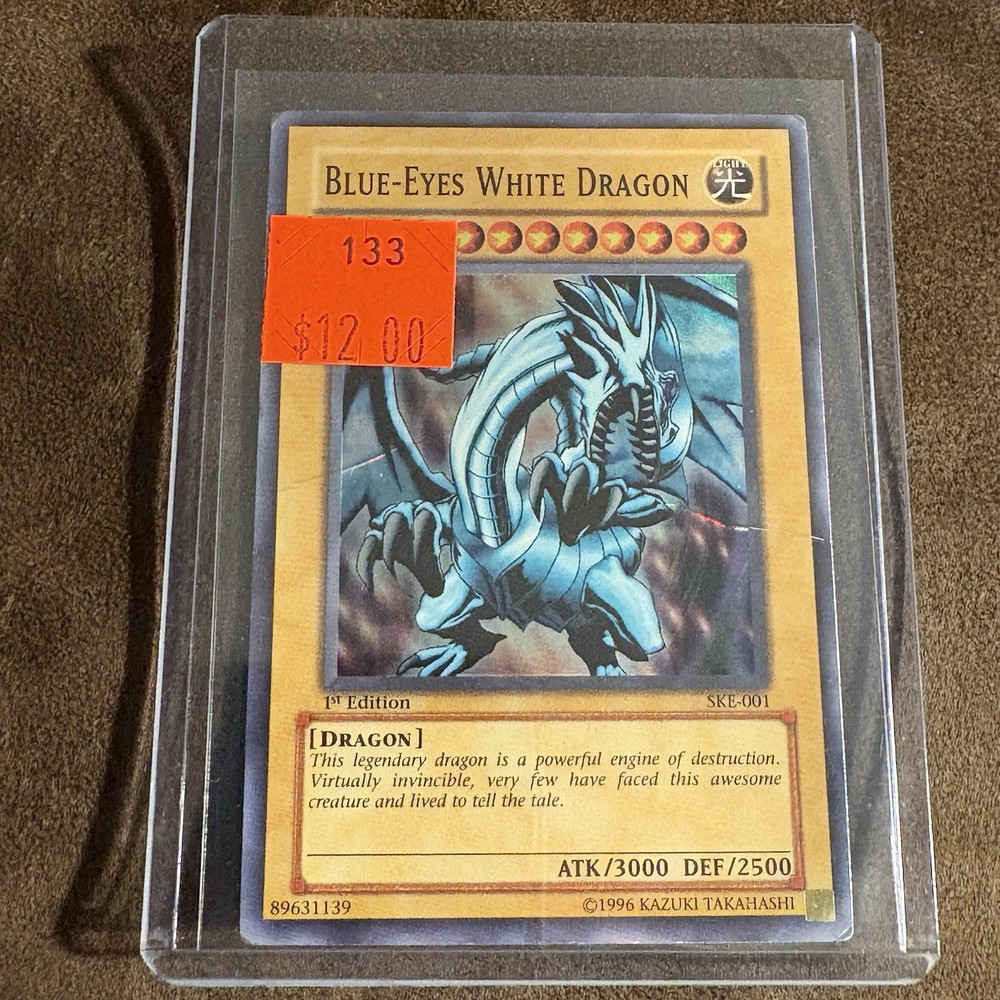 BLUE-EYES WHITE DRAGON
LIGHT
光
133
$12 00
1ST Edition
SKE-001
[DRAGON]
This legendary dragon is a powerful engine of destruction.
Virtually invincible, very few have faced this awesome
creature and lived to tell the tale.
ATK/3000 DEF/2500
89631139
©1996 KAZUKI TAKAHASHI